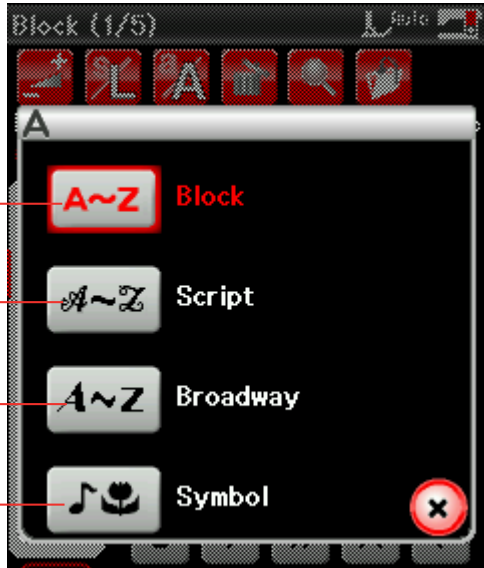 Block (1/5)
auto
A
A~Z Block
A~Z Script
A~Z Broadway
Symbol